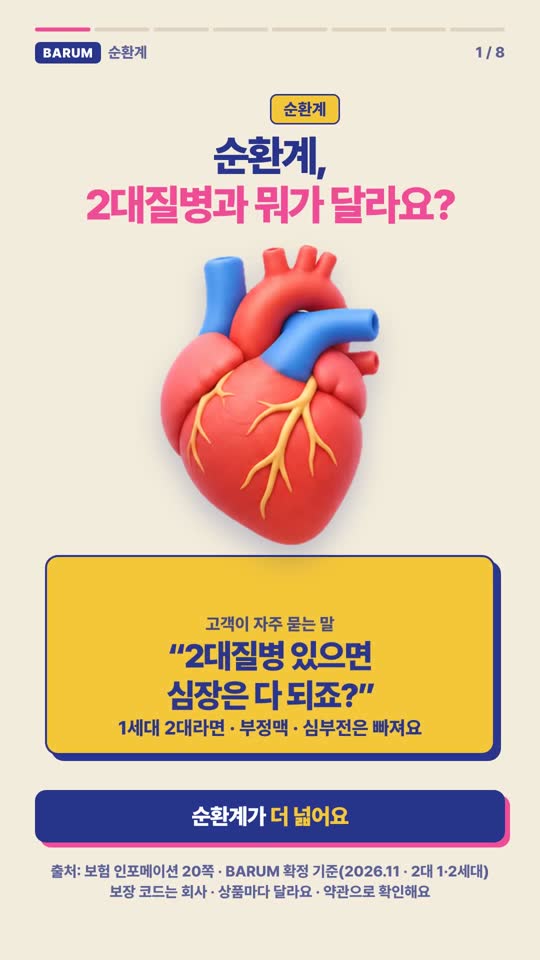 BARUM 순환계
1 / 8
순환계
순환계,
2대질병과 뭐가 달라요?
고객이 자주 묻는 말
“2대질병 있으면
심장은 다 되죠?”
1세대 2대라면 · 부정맥 · 심부전은 빠져요
순환계가 더 넓어요
출처: 보험 인포메이션 20쪽 · BARUM 확정 기준(2026.11 · 2대 1·2세대)
보장 코드는 회사 · 상품마다 달라요 · 약관으로 확인해요